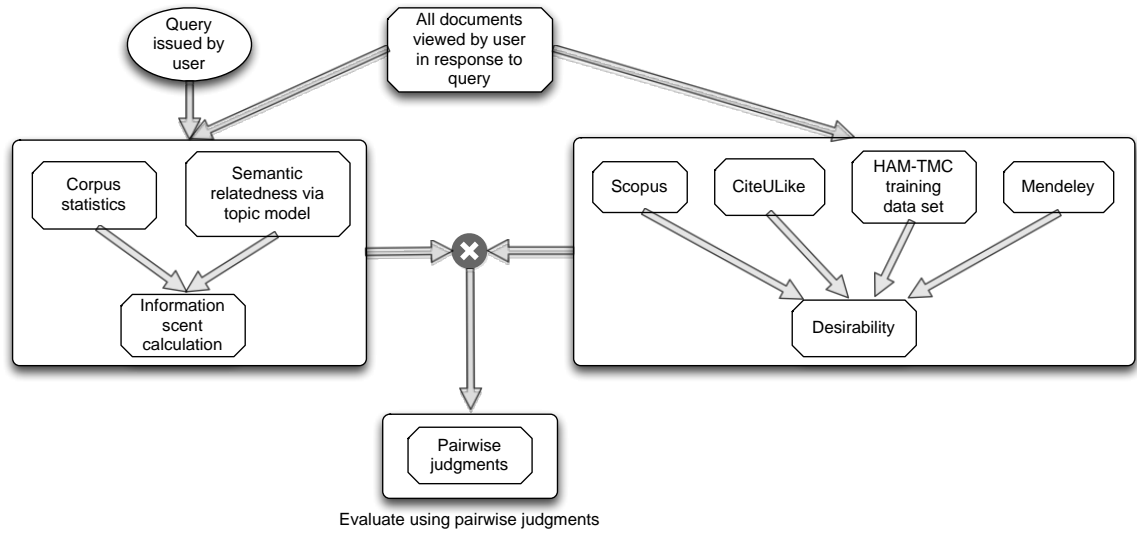 Query
issued by
user
All documents
viewed by user
in response to
query
Corpus
statistics
Semantic
relatedness via
topic model
Information
scent
calculation
Scopus
CiteULike
HAM-TMC
training
data set
Mendeley
Desirability
Pairwise
judgments
Evaluate using pairwise judgments